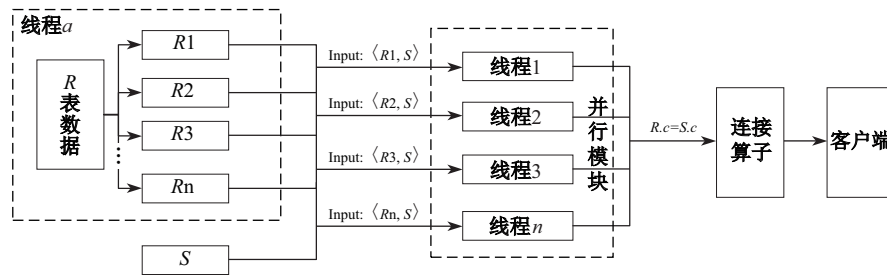 线程a
R
表数据
R1
R2
R3
Rn
S
Input: ⟨R1, S⟩
Input: ⟨R2, S⟩
Input: ⟨R3, S⟩
Input: ⟨Rn, S⟩
线程1
线程2
线程3
线程n
并行模块
R.c=S.c
连接
算子
客户端